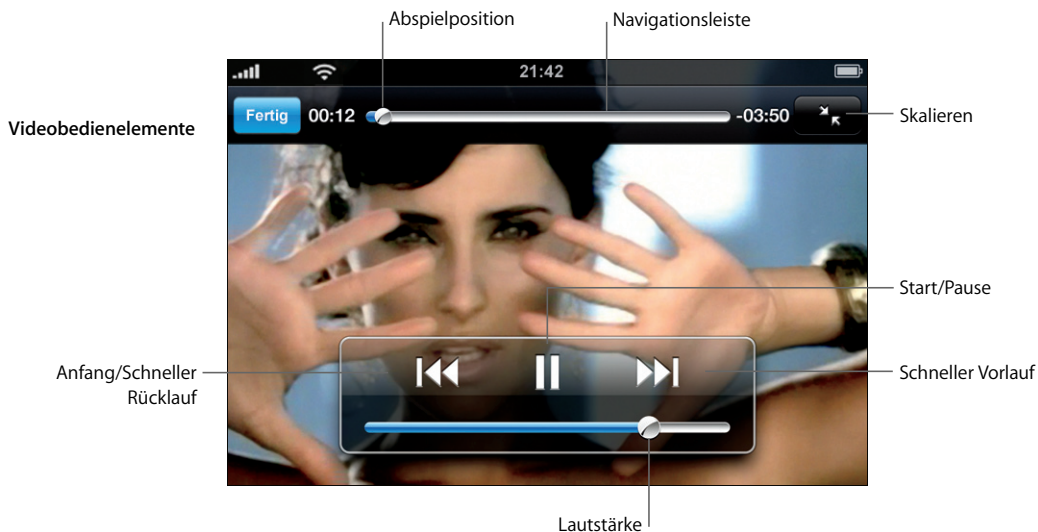 Abspielposition
Navigationsleiste
21:42
Fertig 00:12 -03:50
Skalieren
Videobedienelemente
Start/Pause
Anfang/Schneller
Rücklauf
Schneller Vorlauf
Lautstärke